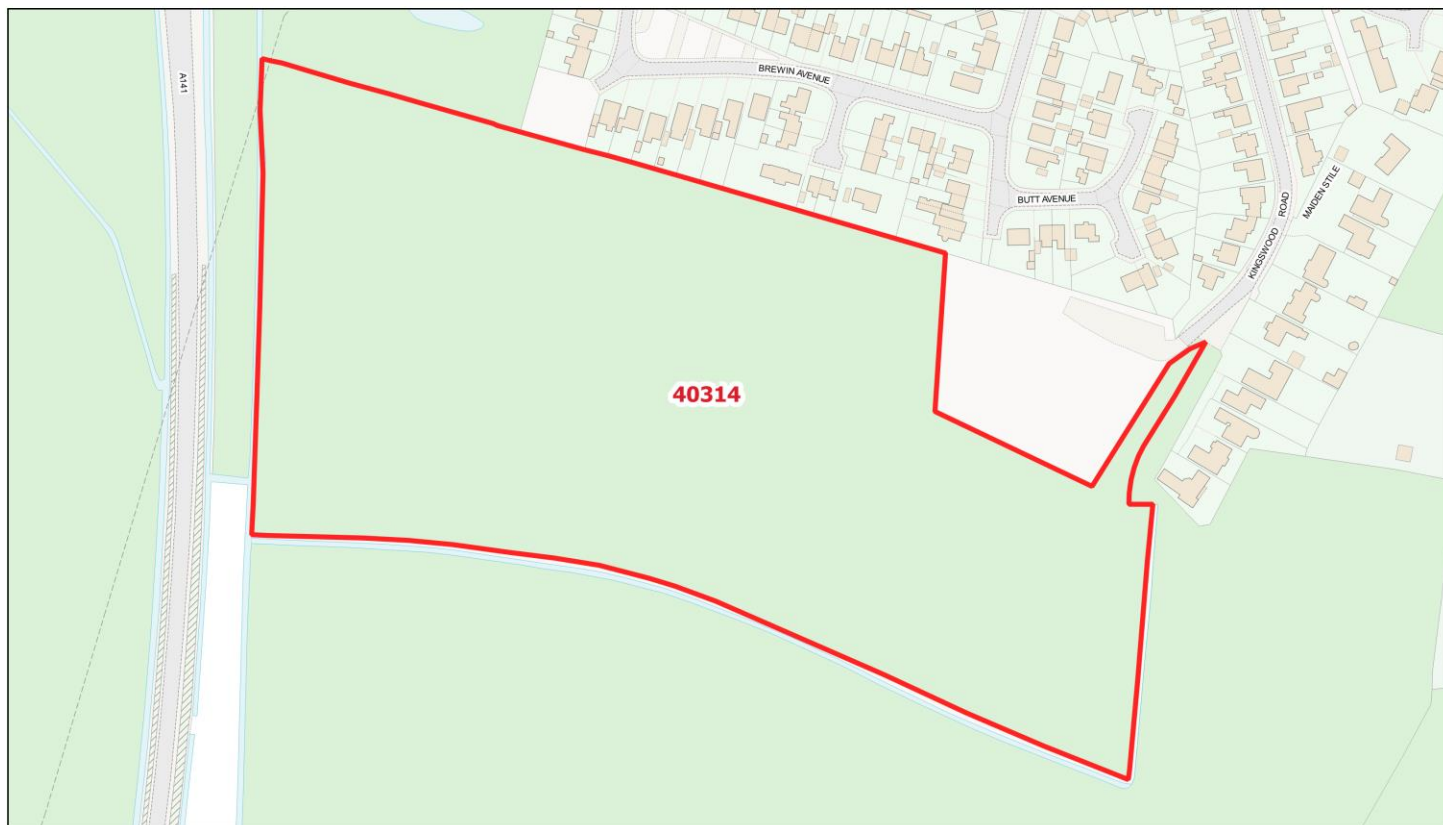 A141
BREWIN AVENUE
BUTT AVENUE
KINGSWOOD ROAD
MAIDEN STILE
40314